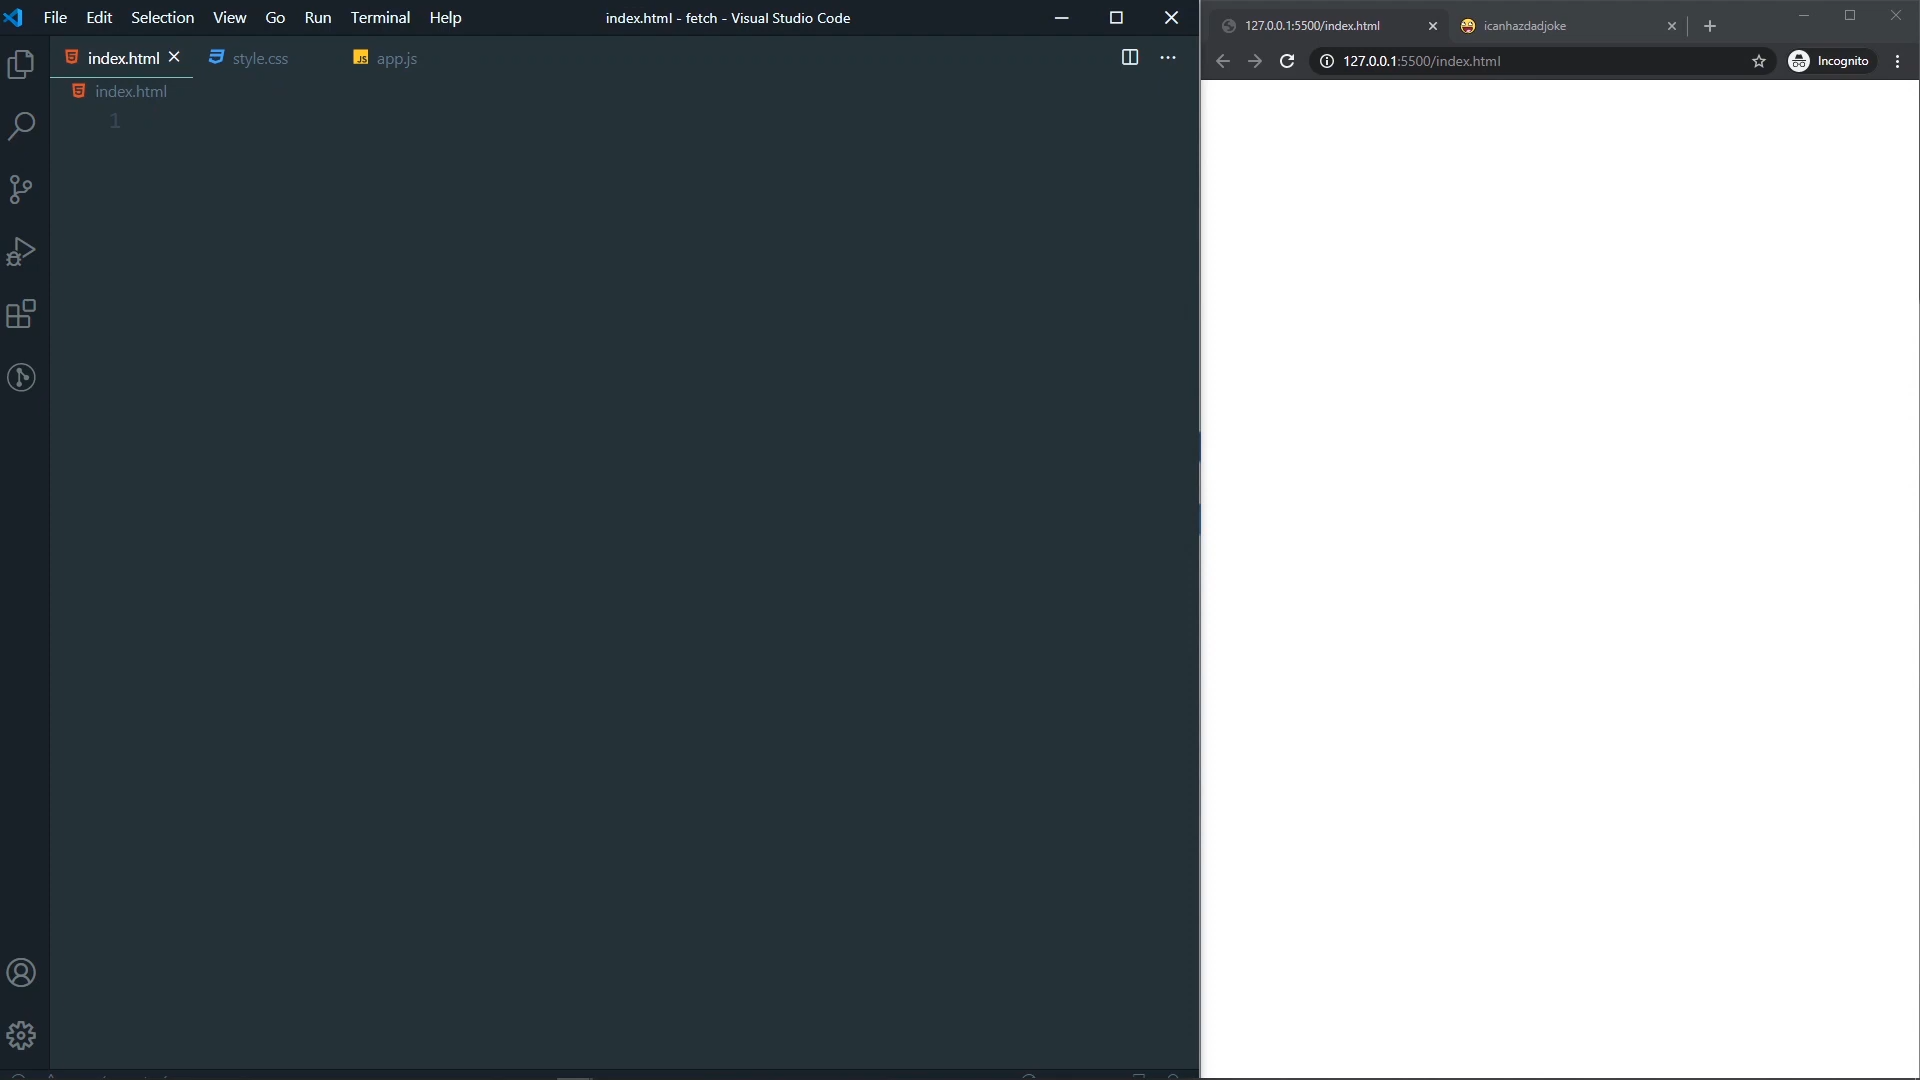 File Edit Selection View Go Run Terminal Help
index.html - fetch - Visual Studio Code
index.html
style.css
JS app.js
index.html
1
127.0.0.1:5500/index.html
icanhazdadjoke
127.0.0.1:5500/index.html
Incognito